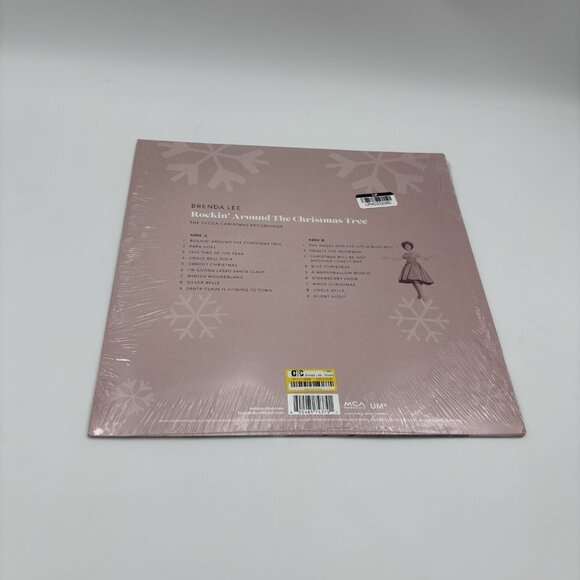 LP
BRENDA LEE
Rockin' Around The Christmas Tree
THE DECCA CHRISTMAS RECORDINGS
SIDE A
1 ROCKIN' AROUND THE CHRISTMAS TREE
2 PAPA NOËL
3 THIS TIME OF THE YEAR
4 JINGLE-BELL ROCK
5 CHRISTY CHRISTMAS
6 I'M GONNA LASSO SANTA CLAUS
7 WINTER WONDERLAND
8 SILVER BELLS
9 SANTA CLAUS IS COMING TO TOWN
SIDE B
1 THE ANGEL AND THE LITTLE BLUE BELL
2 FROSTY THE SNOWMAN
3 CHRISTMAS WILL BE JUST
ANOTHER LONELY DAY
4 BLUE CHRISTMAS
5 A MARSHMALLOW WORLD
6 STRAWBERRY SNOW
7 WHITE CHRISTMAS
8 JINGLE BELLS
9 SILENT NIGHT
MCA
UMe